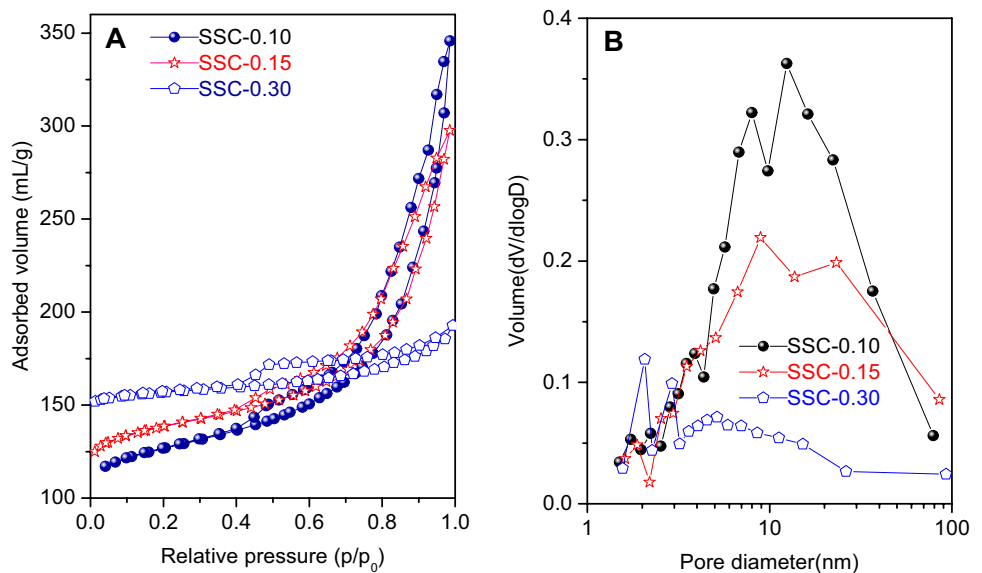 A
SSC-0.10
SSC-0.15
SSC-0.30
Adsorbed volume (mL/g)
350
300
250
200
150
100
0.0
0.2
0.4
0.6
0.8
1.0
Relative pressure (p/p₀)
B
SSC-0.10
SSC-0.15
SSC-0.30
Volume(dV/dlogD)
0.4
0.3
0.2
0.1
0.0
1
10
100
Pore diameter(nm)